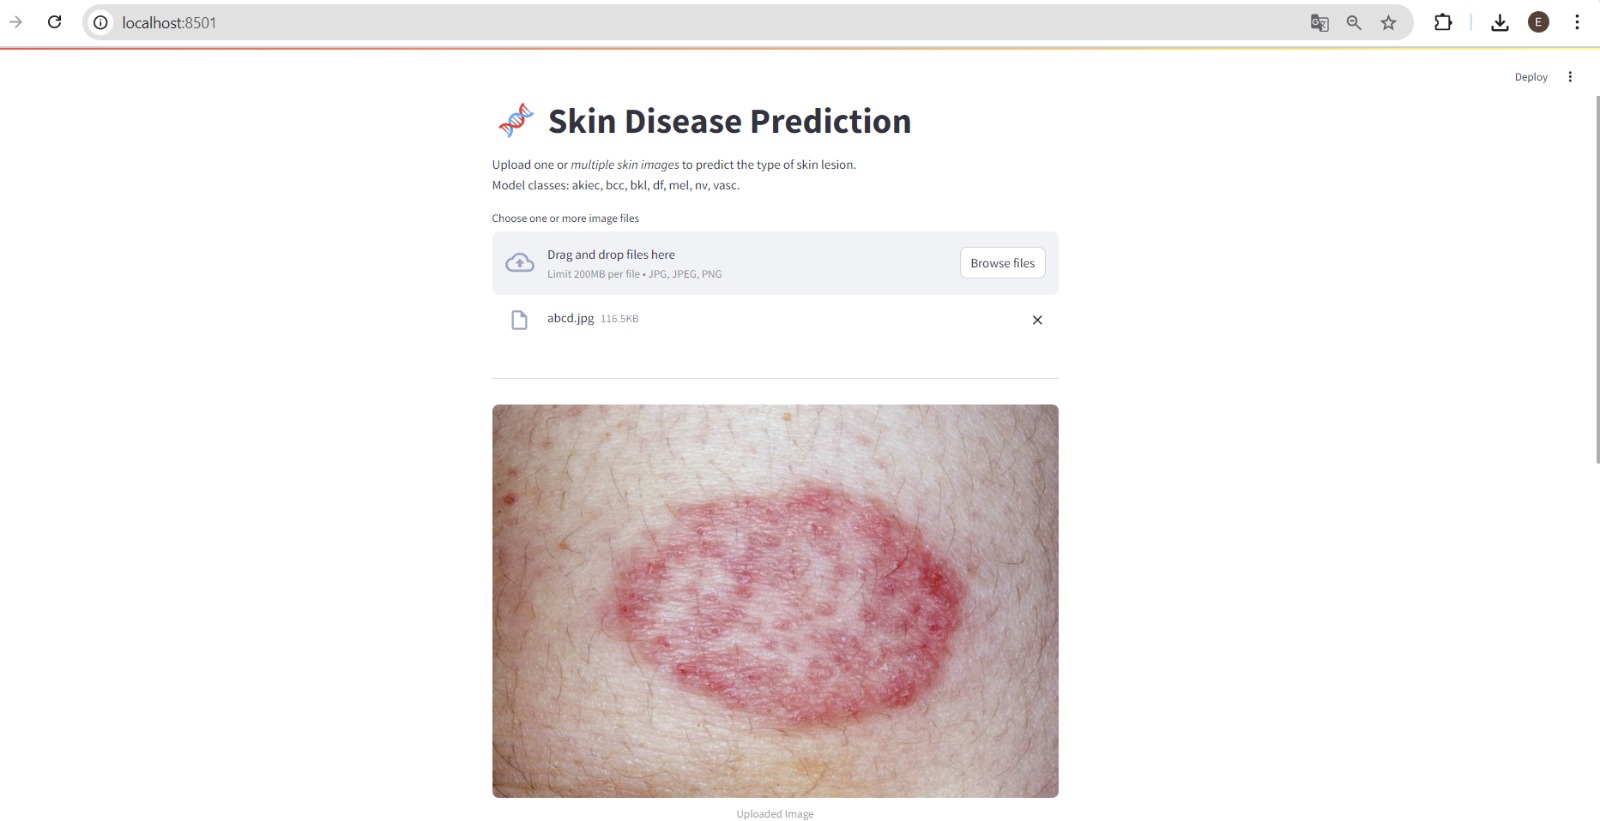 localhost:8501
E
Deploy
Skin Disease Prediction
Upload one or multiple skin images to predict the type of skin lesion.
Model classes: akiec, bcc, bkl, df, mel, nv, vasc.
Choose one or more image files
Drag and drop files here
Limit 200MB per file • JPG, JPEG, PNG
Browse files
abcd.jpg 116.5KB
Uploaded Image